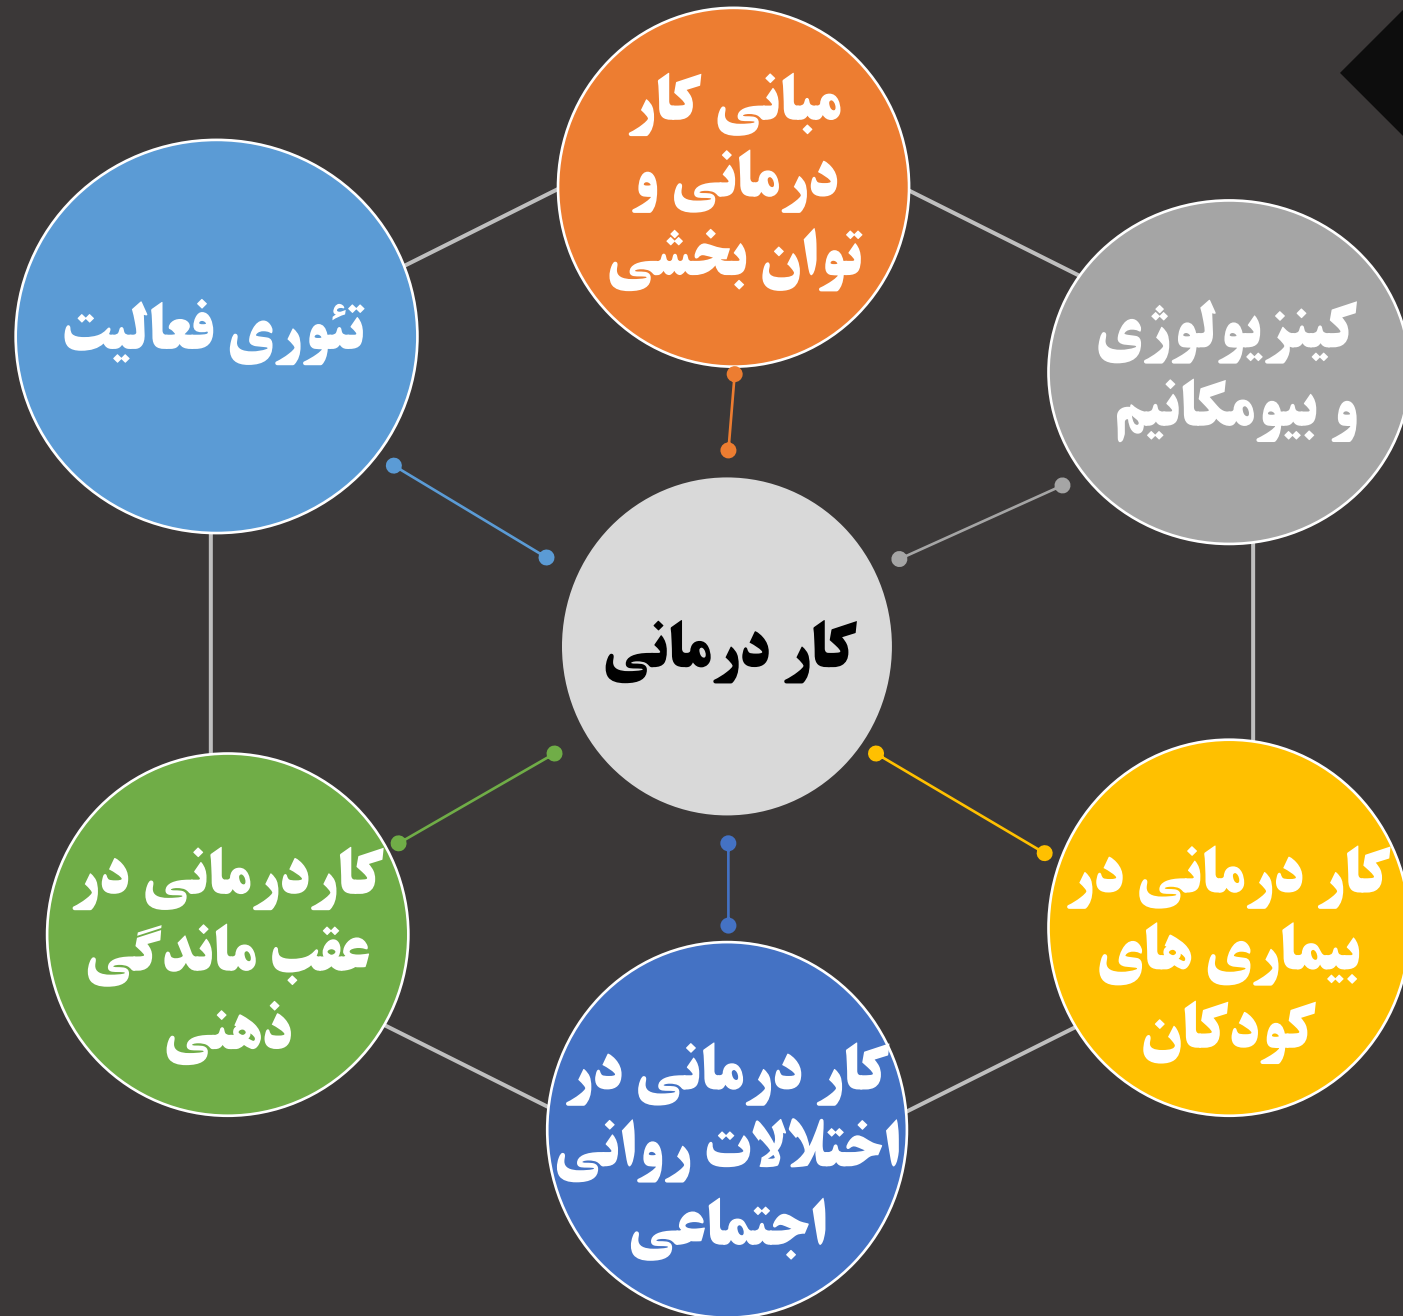 مبانی کار
درمانی و
توان بخشی
کینزیولوژی
و بیومکانیم
تئوری فعالیت
کار درمانی
کار درمانی در
بیماری های
کودکان
کاردرمانی در
عقب ماندگی
ذهنی
کار درمانی در
اختلالات روانی
اجتماعی